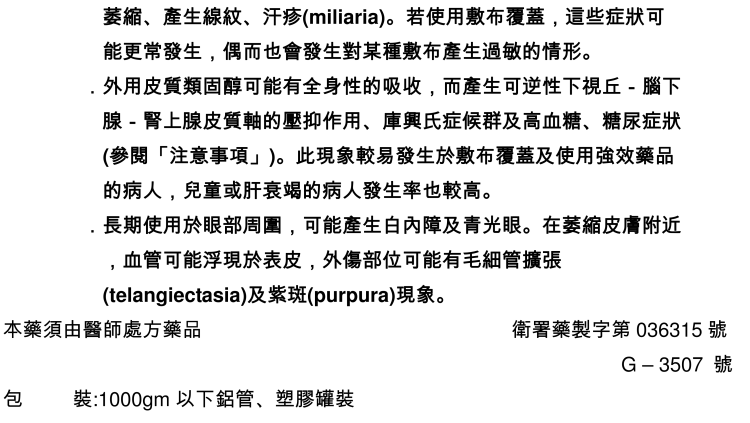 萎縮、產生線紋、汗疹(miliaria)。若使用敷布覆蓋，這些症狀可
能更常發生，偶而也會發生對某種敷布產生過敏的情形。
．外用皮質類固醇可能有全身性的吸收，而產生可逆性下視丘－腦下
腺－腎上腺皮質軸的壓抑作用、庫興氏症候群及高血糖、糖尿症狀
(參閱「注意事項」)。此現象較易發生於敷布覆蓋及使用強效藥品
的病人，兒童或肝衰竭的病人發生率也較高。
．長期使用於眼部周圍，可能產生白內障及青光眼。在萎縮皮膚附近
，血管可能浮現於表皮，外傷部位可能有毛細管擴張
(telangiectasia)及紫斑(purpura)現象。
本藥須由醫師處方藥品 衛署藥製字第 036315 號
G – 3507 號
包 裝:1000gm 以下鋁管、塑膠罐裝